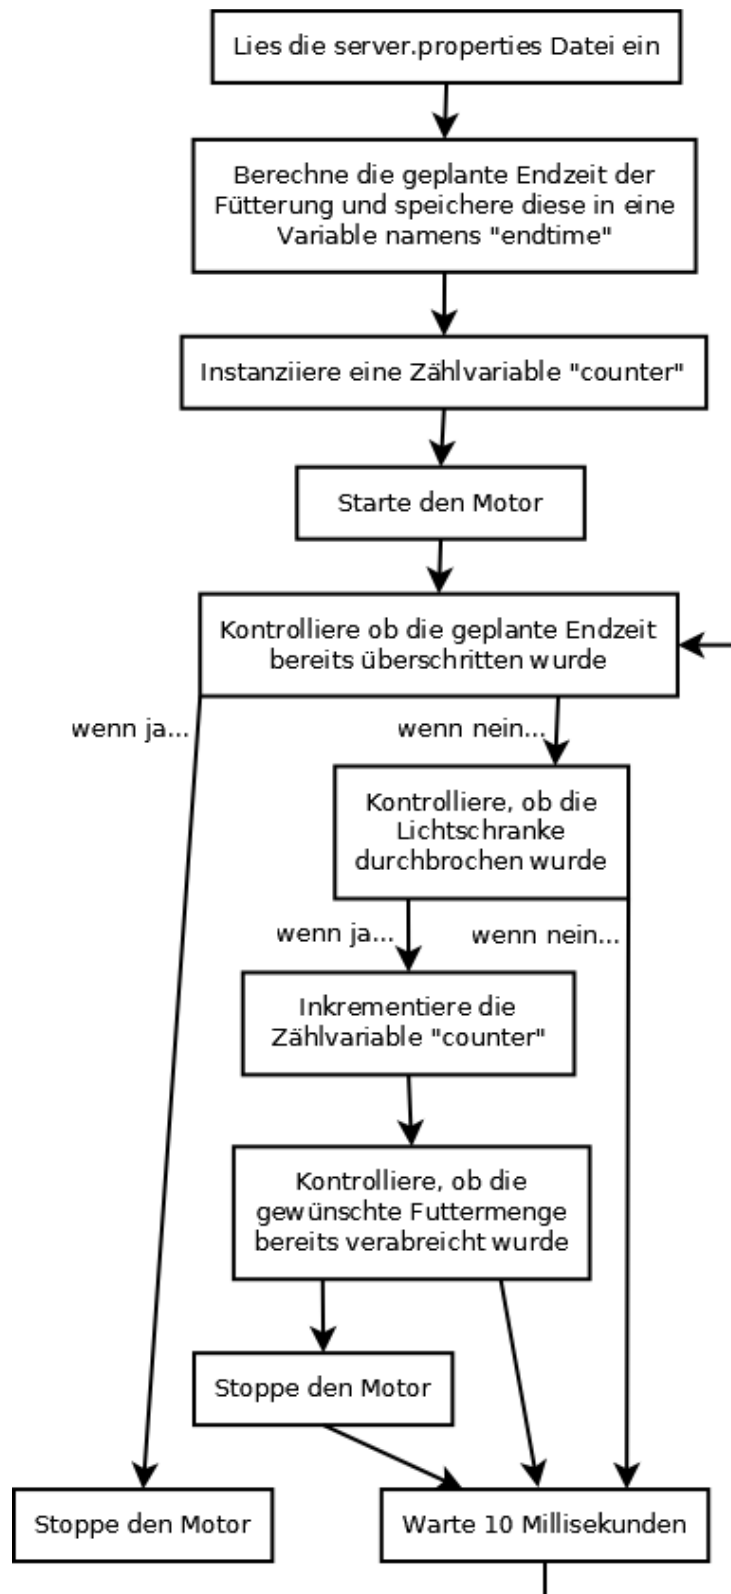 Lies die server.properties Datei ein
Berechne die geplante Endzeit der
Fütterung und speichere diese in eine
Variable namens "endtime"
Instanziiere eine Zählvariable "counter"
Starte den Motor
Kontrolliere ob die geplante Endzeit
bereits überschritten wurde
wenn ja...
wenn nein...
Kontrolliere, ob die
Lichtschranke
durchbrochen wurde
wenn ja...
wenn nein...
Inkrementiere die
Zählvariable "counter"
Kontrolliere, ob die
gewünschte Futtermenge
bereits verabreicht wurde
Stoppe den Motor
Stoppe den Motor
Warte 10 Millisekunden